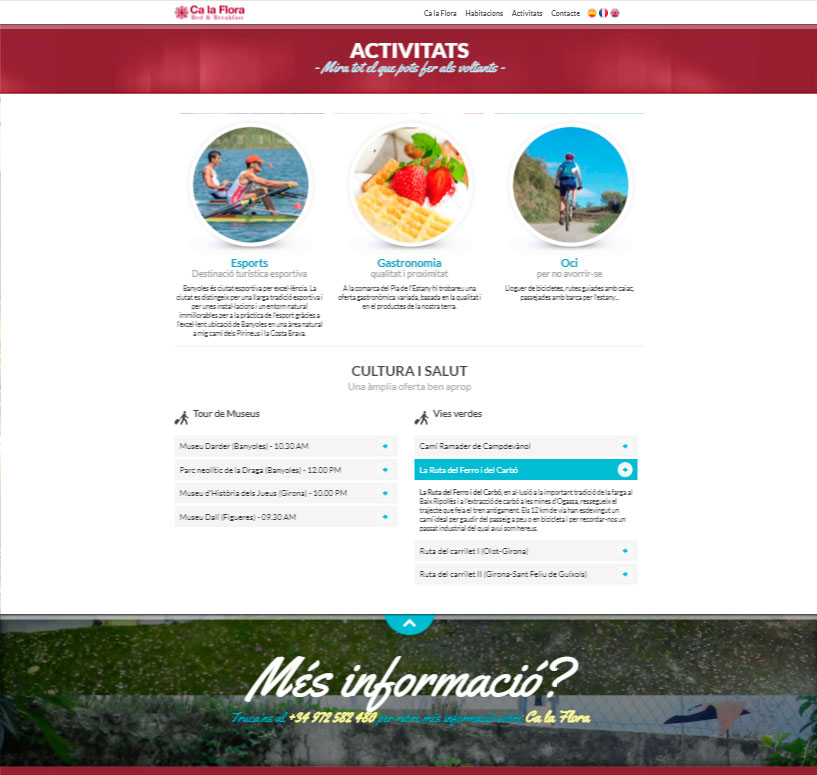 Ca la Flora
Bed & Breakfast
Ca la Flora Habitacions Activitats Contacte
ACTIVITATS
- Mira tot el que pots fer als voltants -
Esports
Destinació turística esportiva
Banyoles és ciutat esportiva per excel·lència. La
ciutat es distingeix per una llarga tradició esportiva i
per unes instal·lacions i un entorn natural
immillorables per a la pràctica de l'esport gràcies a
l'excel·lent ubicació de Banyoles en una àrea natural
a mig camí dels Pirineus i la Costa Brava.
Gastronomia
qualitat i proximitat
A la comarca del Pla de l'Estany hi trobareu una
oferta gastronòmica variada, basada en la qualitat i
en el productes de la nostra terra.
Oci
per no avorrir-se
Lloguer de bicicletes, rutes guiades amb caiac,
passejades amb barca per l'estany...
CULTURA I SALUT
Una àmplia oferta ben aprop
Tour de Museus
Museu Darder (Banyoles) - 10.30 AM
Parc neolític de la Draga (Banyoles) - 12.00 PM
Museu d'Història dels Jueus (Girona) - 10.00 PM
Museu Dalí (Figueres) - 09.30 AM
Vies verdes
Camí Ramader de Campdevànol
La Ruta del Ferro i del Carbó
La Ruta del Ferro i del Carbó, en al·lusió a la important tradició de la farga al
Baix Ripollès i a l'extracció de carbó a les mines d'Ogassa, ressegueix el
trajecte que feia el tren antigament. Els 12 km de via han esdevingut un
camí ideal per gaudir del passeig a peu o en bicicleta i per recordar-nos un
passat industrial del qual avui som hereus.
Ruta del carrilet I (Olot-Girona)
Ruta del carrilet II (Girona-Sant Feliu de Guíxols)
Més informació?
Truca'ns al +34 972 582 480 per rebre més informació sobre Ca la Flora